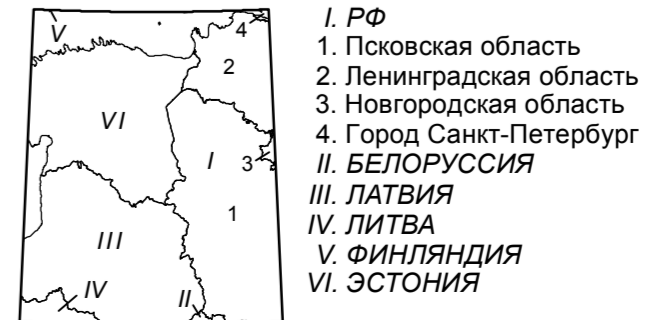 V
4
2
VI
I
3
1
III
IV
II
I. РФ
1. Псковская область
2. Ленинградская область
3. Новгородская область
4. Город Санкт-Петербург
II. БЕЛОРУССИЯ
III. ЛАТВИЯ
IV. ЛИТВА
V. ФИНЛЯНДИЯ
VI. ЭСТОНИЯ